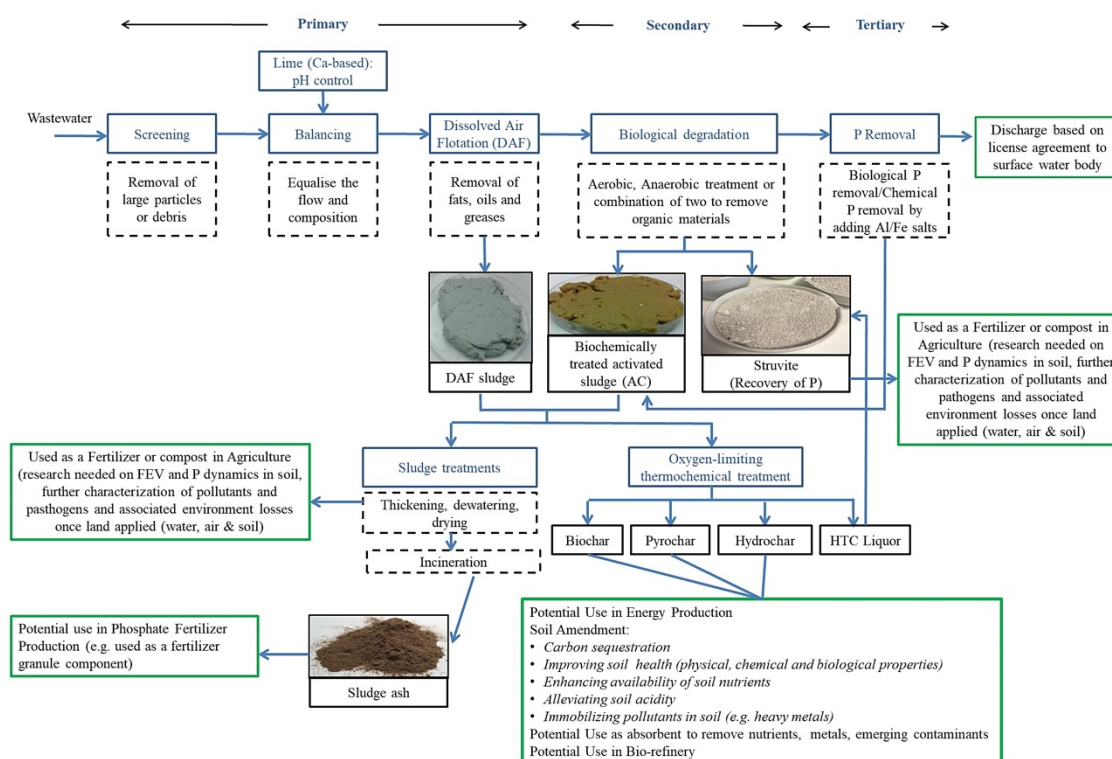 Primary
Secondary
Tertiary
Lime (Ca-based):
pH control
Wastewater
Screening
Balancing
Dissolved Air
Flotation (DAF)
Biological degradation
P Removal
Discharge based on
license agreement to
surface water body
Removal of
large particles
or debris
Equalise the
flow and
composition
Removal of
fats, oils and
greases
Aerobic, Anaerobic treatment or
combination of two to remove
organic materials
Biological P
removal/Chemical
P removal by
adding Al/Fe salts
DAF sludge
Biochemically
treated activated
sludge (AC)
Struvite
(Recovery of P)
Used as a Fertilizer or compost in
Agriculture (research needed on
FEV and P dynamics in soil, further
characterization of pollutants and
pathogens and associated
environment losses once land
applied (water, air & soil)
Used as a Fertilizer or compost in Agriculture
(research needed on FEV and P dynamics in soil,
further characterization of pollutants and
pasthogens and associated environment losses
once land applied (water, air & soil)
Sludge treatments
Oxygen-limiting
thermochemical treatment
Thickening, dewatering,
drying
Incineration
Biochar
Pyrochar
Hydrochar
HTC Liquor
Potential use in Phosphate Fertilizer
Production (e.g. used as a fertilizer
granule component)
Sludge ash
Potential Use in Energy Production
Soil Amendment:
• Carbon sequestration
• Improving soil health (physical, chemical and biological properties)
• Enhancing availability of soil nutrients
• Alleviating soil acidity
• Immobilizing pollutants in soil (e.g. heavy metals)
Potential Use as absorbent to remove nutrients, metals, emerging contaminants
Potential Use in Bio-refinery